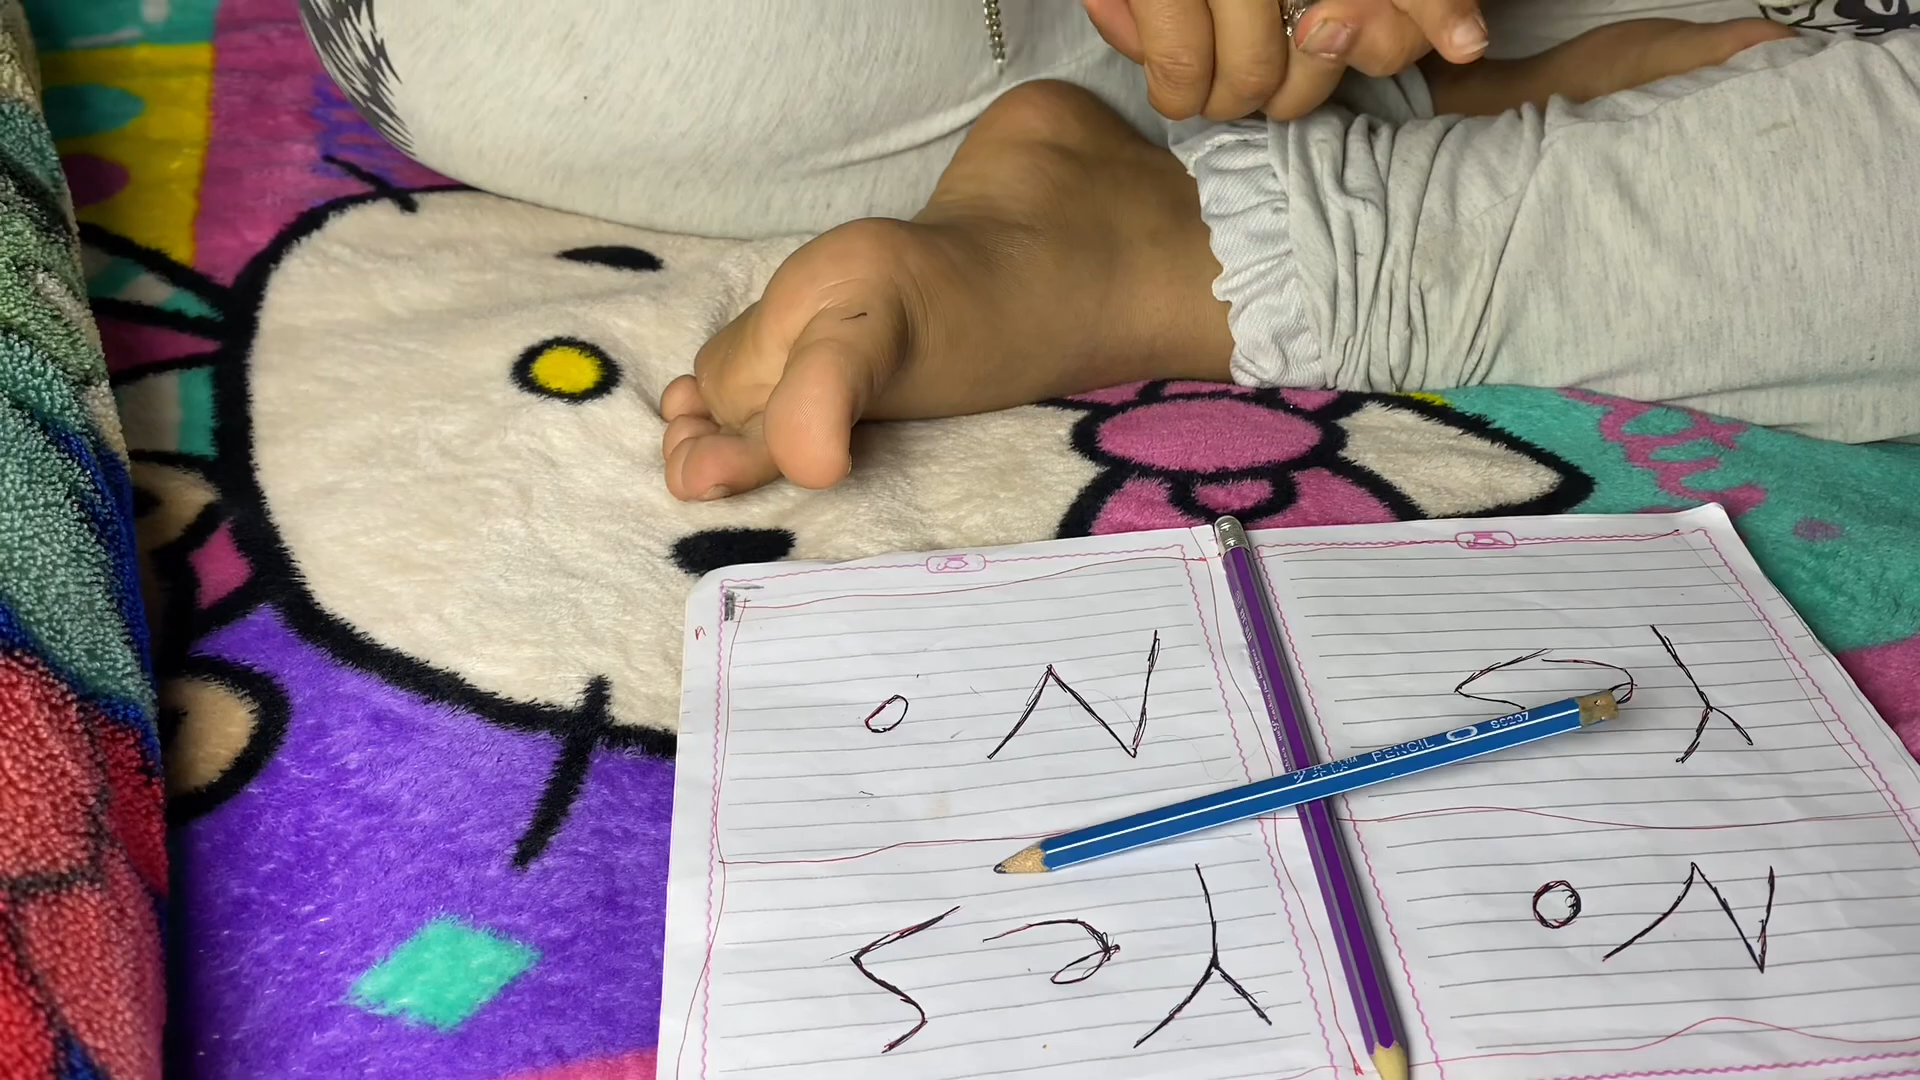 No
Yes
Yes
No
PENCIL